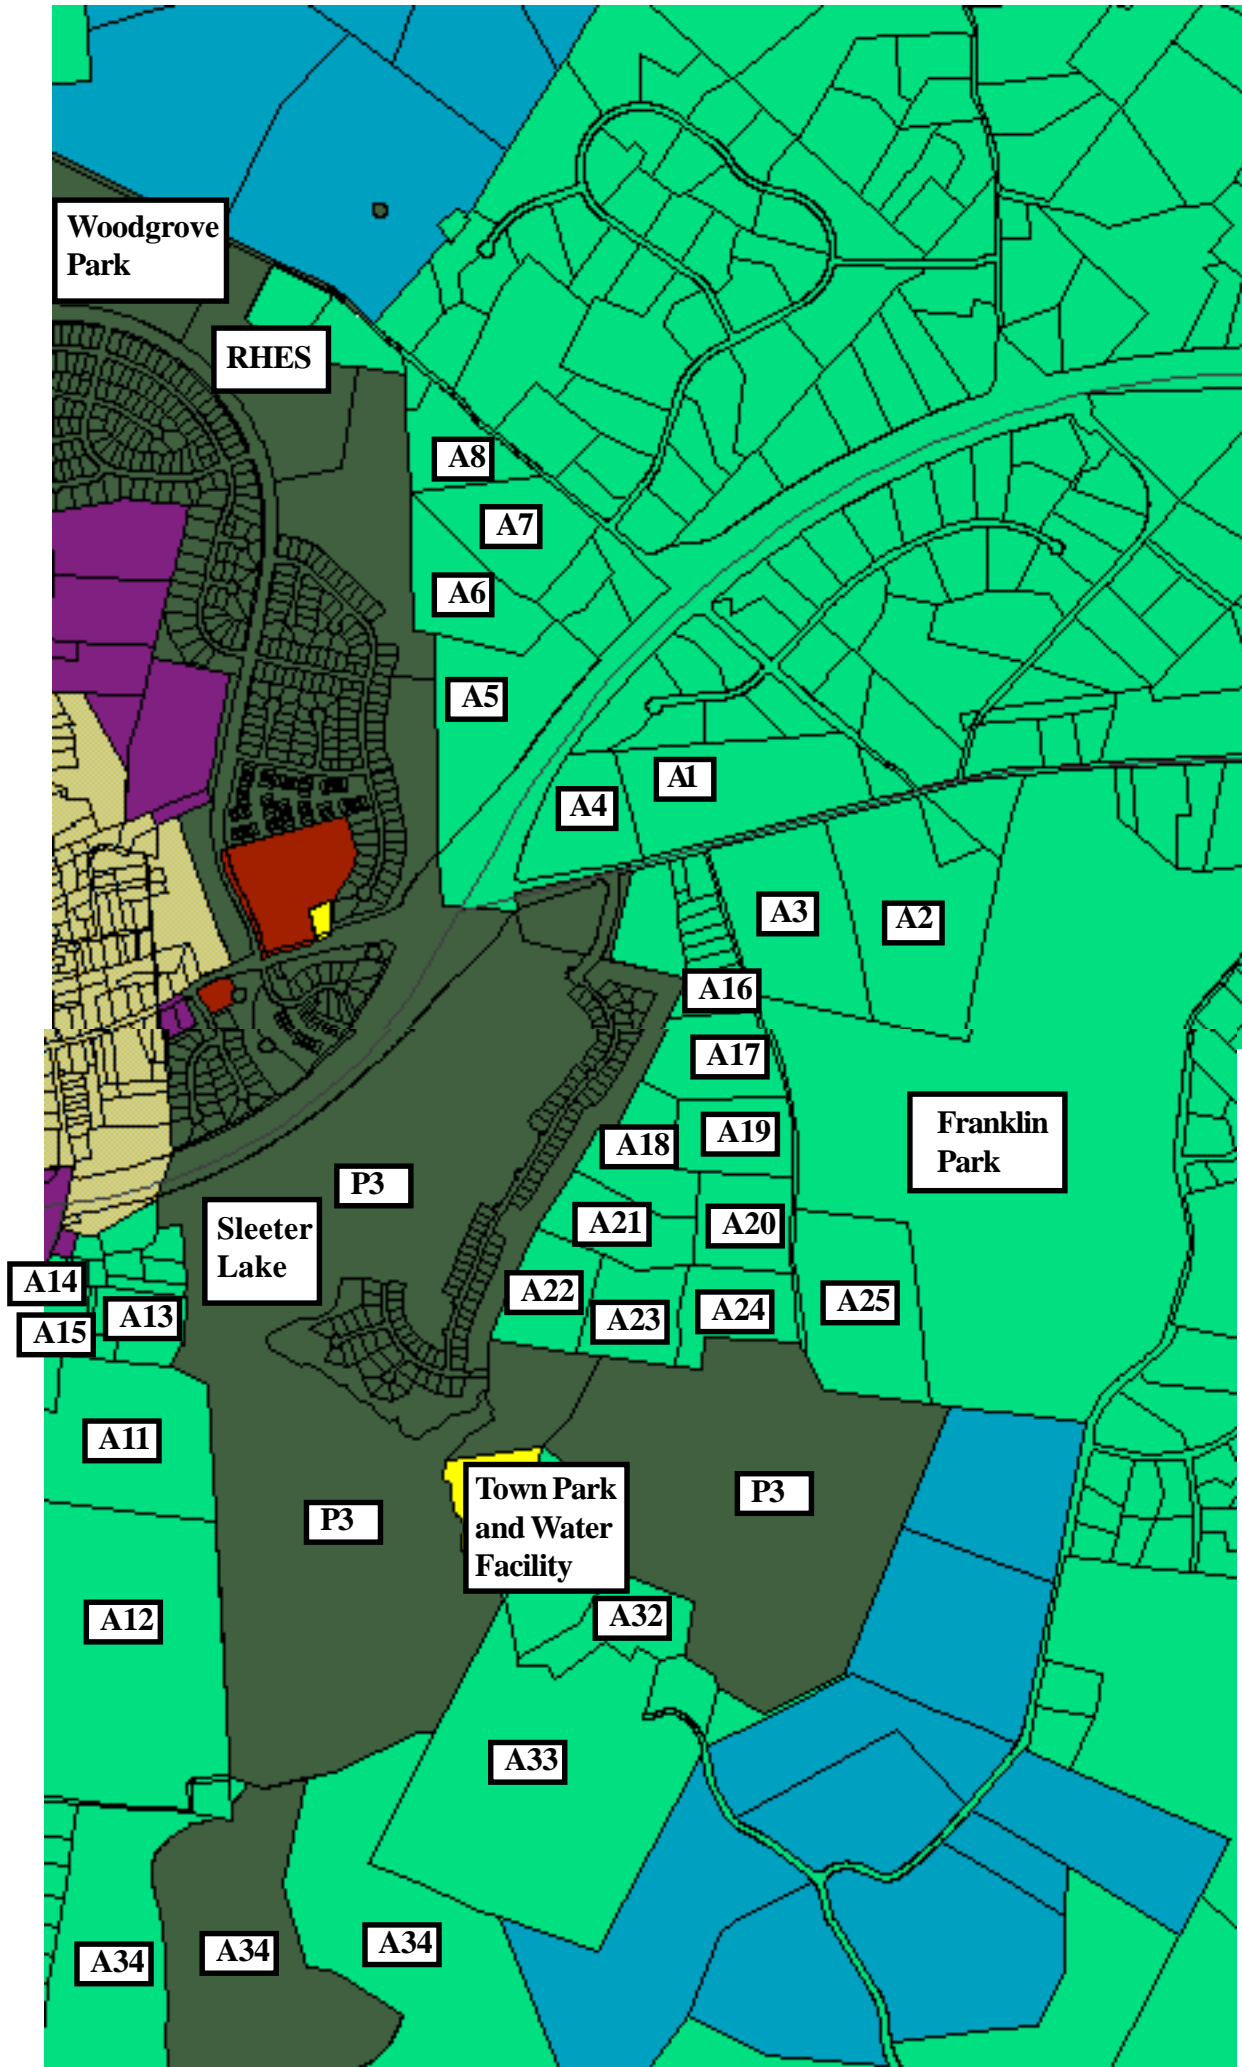 Woodgrove
Park
RHES
A8
A7
A6
A5
A1
A4
A3
A2
A16
A17
Franklin
Park
A19
A18
P3
Sleeter
Lake
A21
A20
A14
A22
A25
A13
A24
A23
A15
A11
Town Park
and Water
Facility
P3
P3
A12
A32
A33
A34
A34
A34